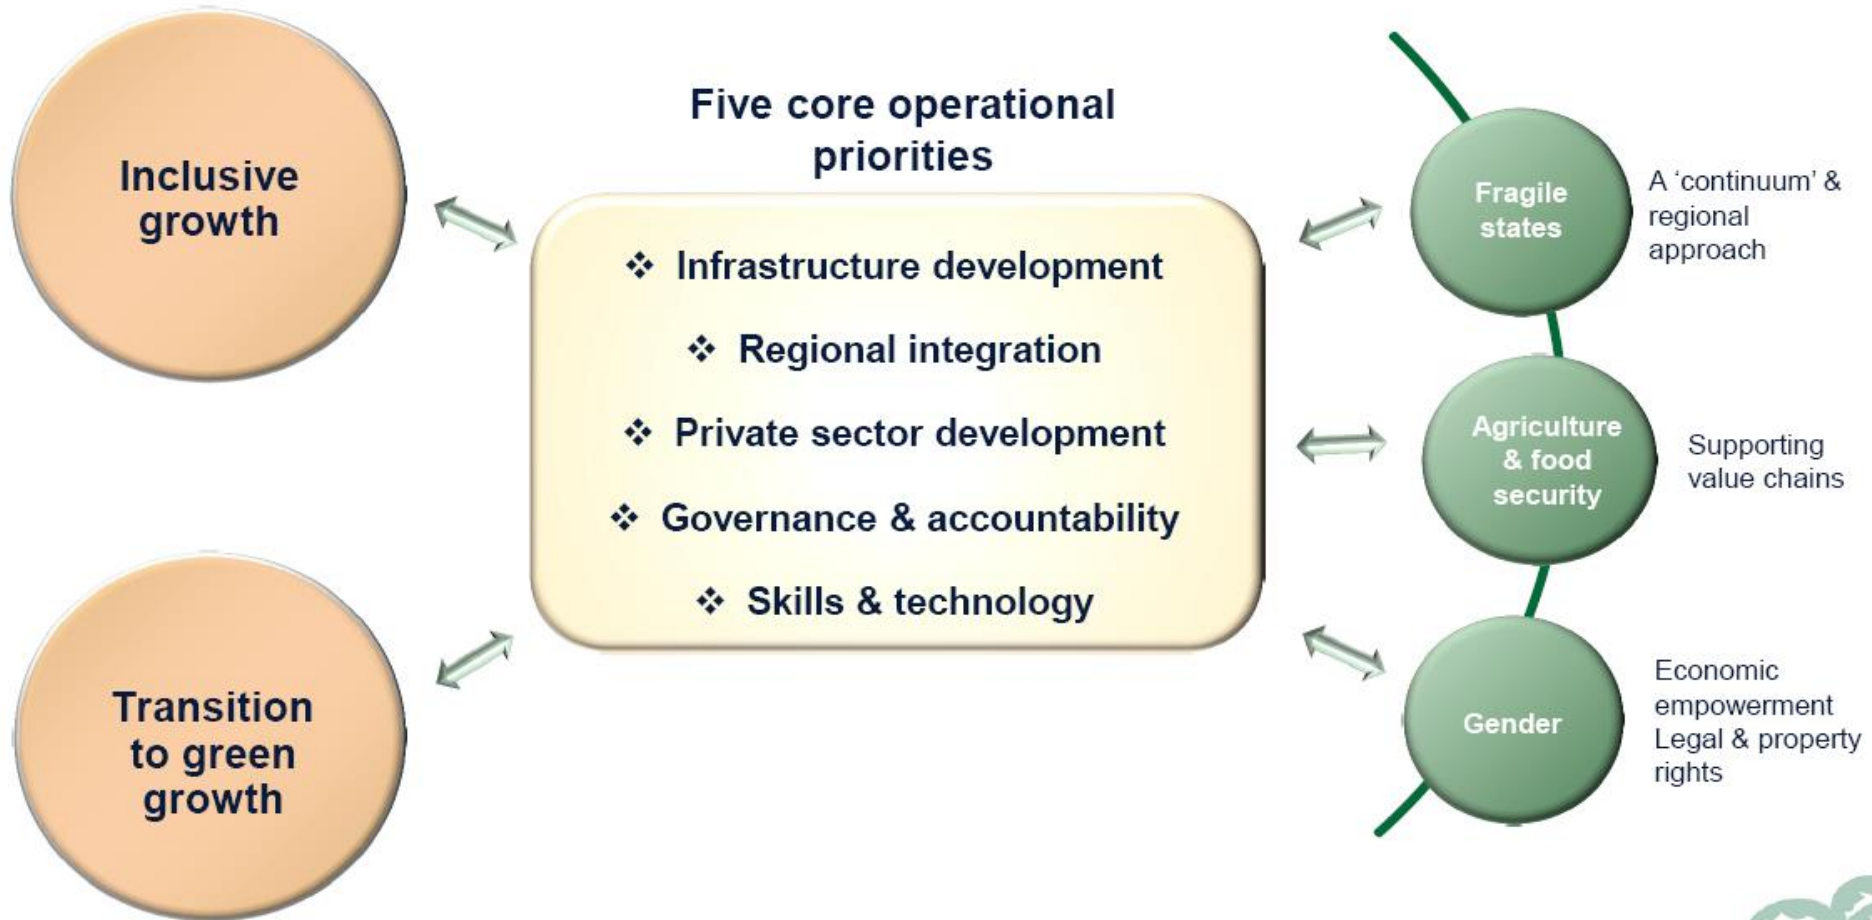 Inclusive
growth
Transition
to green
growth
Five core operational
priorities
❖ Infrastructure development
❖ Regional integration
❖ Private sector development
❖ Governance & accountability
❖ Skills & technology
Fragile
states
A ‘continuum’ &
regional
approach
Agriculture
& food
security
Supporting
value chains
Gender
Economic
empowerment
Legal & property
rights